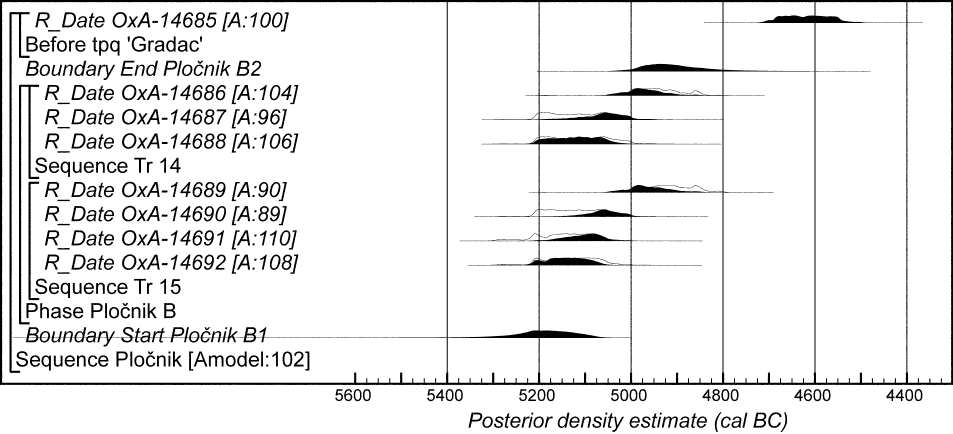 R_Date OxA-14685 [A:100]
Before tpq 'Gradac'
Boundary End Pločnik B2
R_Date OxA-14686 [A:104]
R_Date OxA-14687 [A:96]
R_Date OxA-14688 [A:106]
Sequence Tr 14
R_Date OxA-14689 [A:90]
R_Date OxA-14690 [A:89]
R_Date OxA-14691 [A:110]
R_Date OxA-14692 [A:108]
Sequence Tr 15
Phase Pločnik B
Boundary Start Pločnik B1
Sequence Pločnik [Amodel:102]
5600 5400 5200 5000 4800 4600 4400
Posterior density estimate (cal BC)